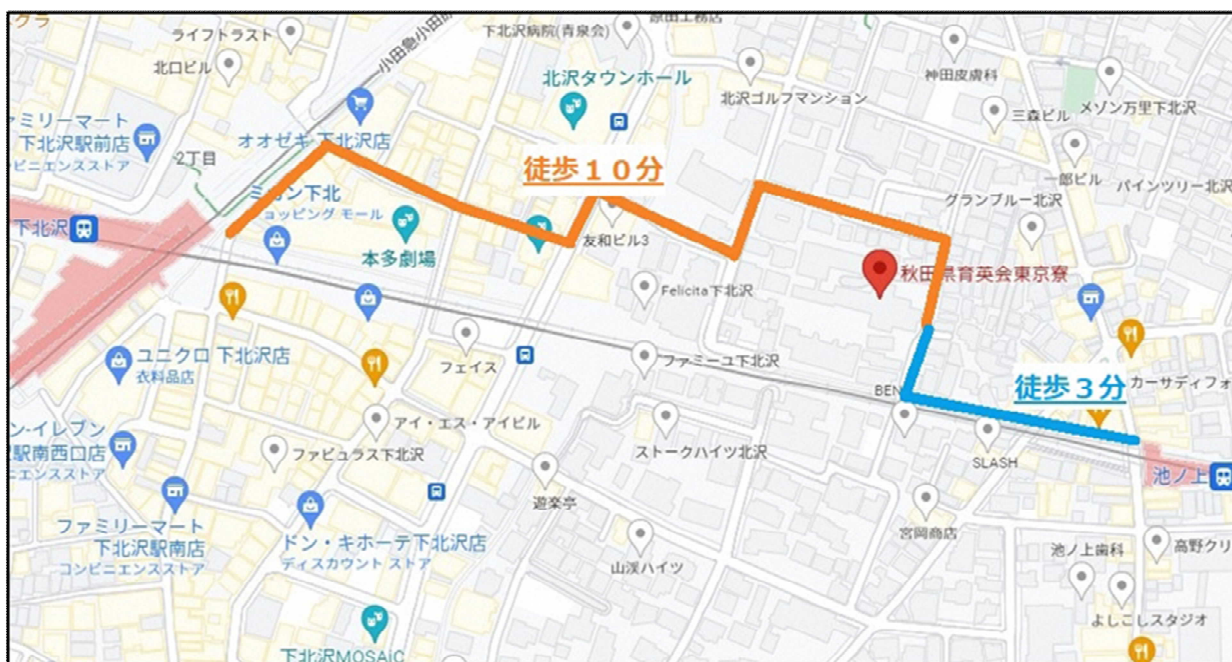 グラ
ライフトラスト
北口ビル
小田急小田原
下北沢病院(青泉会)
原田工務店
北沢タウンホール
北沢ゴルフマンション
神田皮膚科
三森ビル
メゾン万里下北沢
ァミリーマート
下北沢駅前店
ンビニエンスストア
オオゼキ 下北沢店
2丁目
徒歩10分
一郎ビル
パインツリー北沢
グランブルー北沢
ミカン下北
ョッピング モール
下北沢
本多劇場
友和ビル3
秋田県育英会東京寮
Felicita下北沢
ユニクロ 下北沢店
衣料品店
フェイス
ファミーユ下北沢
BEN
徒歩3分
カーサディフォ
ン-イレブン
駅南西口店
ニエンスストア
アイ・エス・アイビル
ファビュラス下北沢
ストークハイツ北沢
SLASH
池ノ上
遊楽亭
ファミリーマート
下北沢駅南店
コンビニエンスストア
ドン・キホーテ下北沢店
ディスカウント ストア
宮岡商店
山渓ハイツ
池ノ上歯科
高野クリ
よしこしスタジオ
下北沢MOSAiC